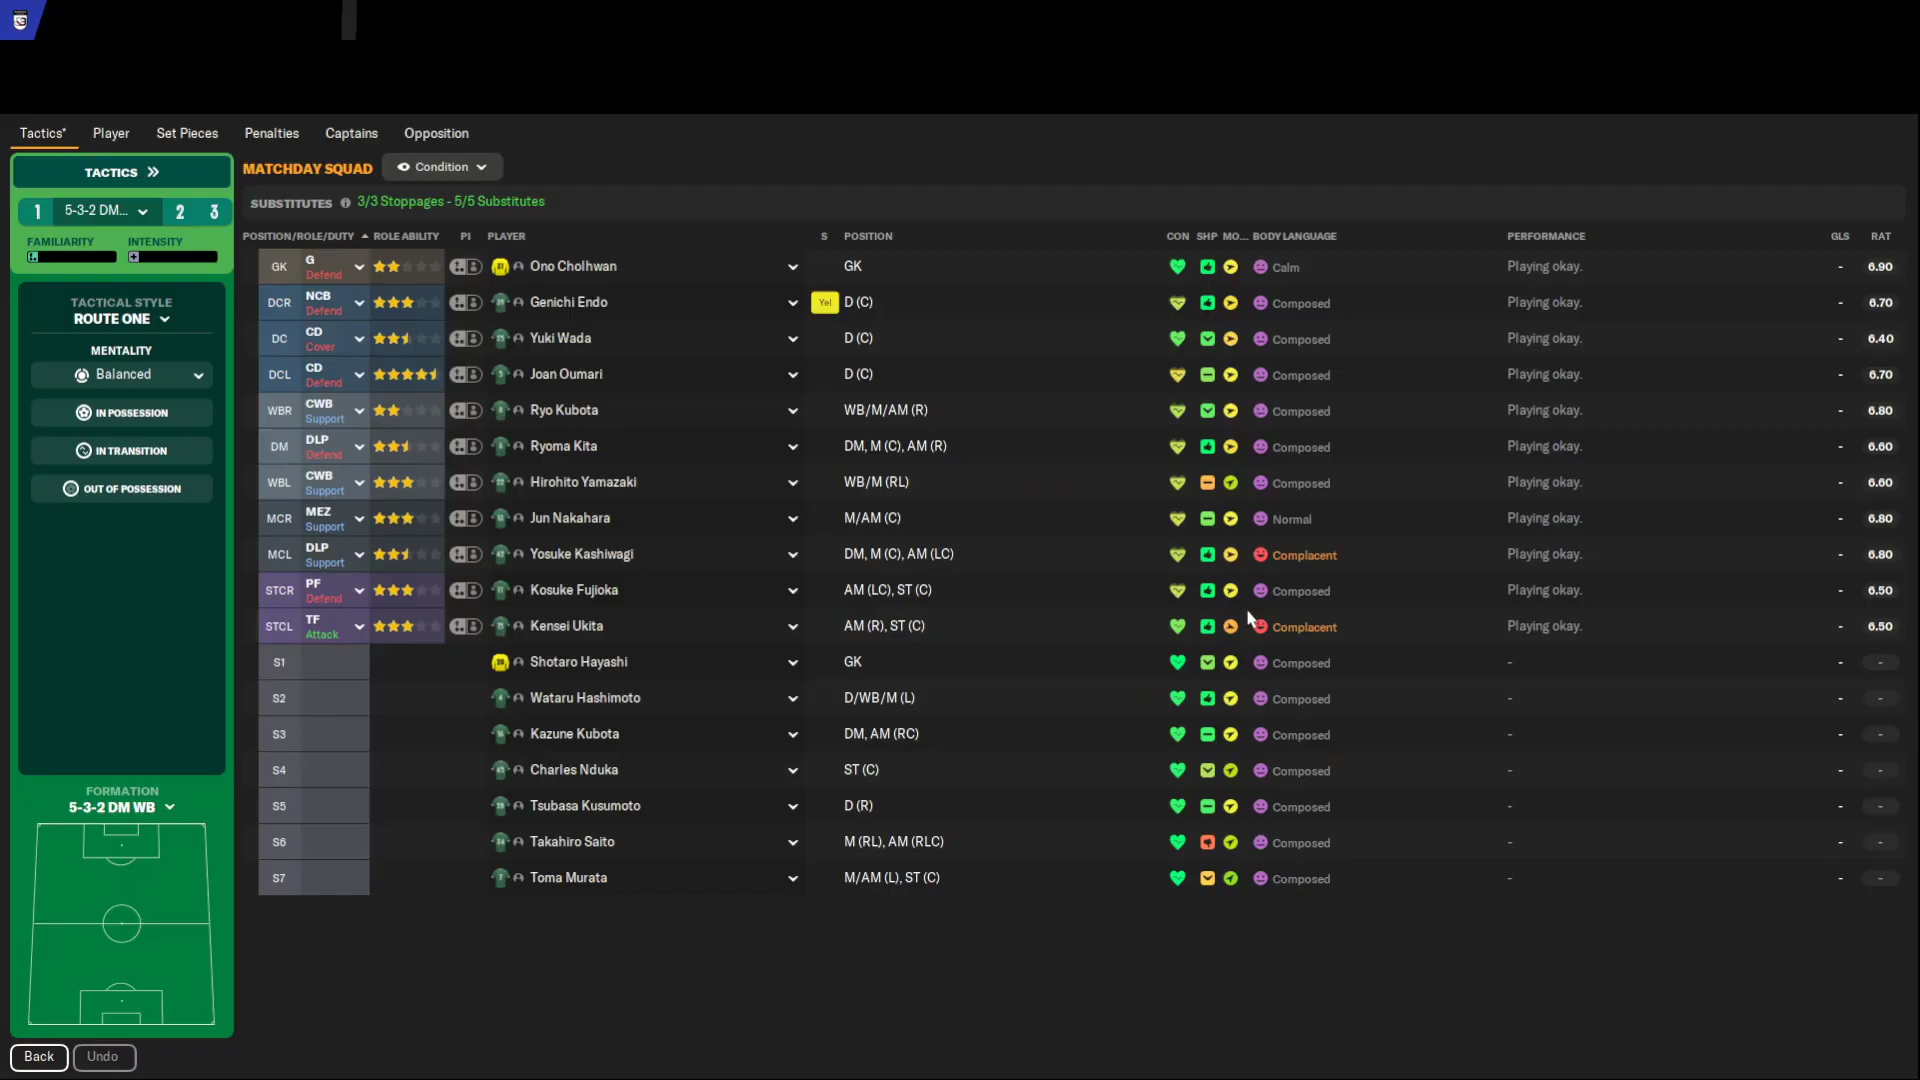 Tactics* Player Set Pieces Penalties Captains Opposition
TACTICS
MATCHDAY SQUAD Condition
1 5-3-2 DM... 2 3
SUBSTITUTES 3/3 Stoppages - 5/5 Substitutes
FAMILIARITY INTENSITY
POSITION/ROLE/DUTY ROLE ABILITY PI PLAYER S POSITION CON SHP MO... BODY LANGUAGE PERFORMANCE GLS RAT
GK G Defend Ono Cholhwan GK Calm Playing okay. - 6.90
DCR NCB Defend Genichi Endo Yel D (C) Composed Playing okay. - 6.70
DC CD Cover Yuki Wada D (C) Composed Playing okay. - 6.40
DCL CD Defend Joan Oumari D (C) Composed Playing okay. - 6.70
WBR CWB Support Ryo Kubota WB/M/AM (R) Composed Playing okay. - 6.80
DM DLP Defend Ryoma Kita DM, M (C), AM (R) Composed Playing okay. - 6.60
WBL CWB Support Hirohito Yamazaki WB/M (RL) Composed Playing okay. - 6.60
MCR MEZ Support Jun Nakahara M/AM (C) Normal Playing okay. - 6.80
MCL DLP Support Yosuke Kashiwagi DM, M (C), AM (LC) Complacent Playing okay. - 6.80
STCR PF Defend Kosuke Fujioka AM (LC), ST (C) Composed Playing okay. - 6.50
STCL TF Attack Kensei Ukita AM (R), ST (C) Complacent Playing okay. - 6.50
S1 Shotaro Hayashi GK Composed - - -
S2 Wataru Hashimoto D/WB/M (L) Composed - - -
S3 Kazune Kubota DM, AM (RC) Composed - - -
S4 Charles Nduka ST (C) Composed - - -
S5 Tsubasa Kusumoto D (R) Composed - - -
S6 Takahiro Saito M (RL), AM (RLC) Composed - - -
S7 Toma Murata M/AM (L), ST (C) Composed - - -
TACTICAL STYLE
ROUTE ONE
MENTALITY
Balanced
IN POSSESSION
IN TRANSITION
OUT OF POSSESSION
FORMATION
5-3-2 DM WB
Back Undo